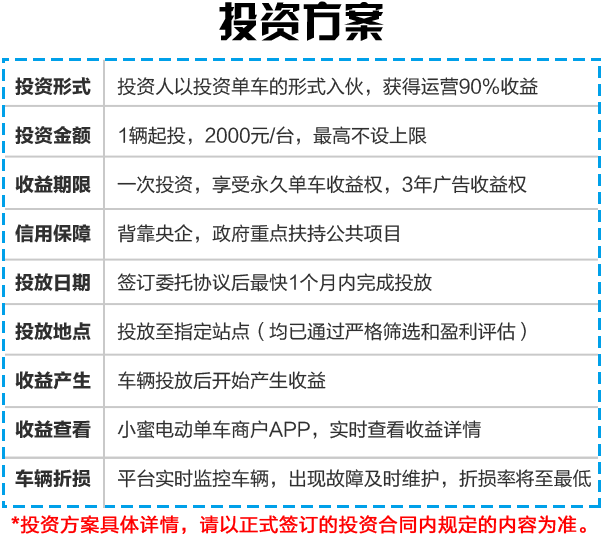 投资方案
投资形式 投资人以投资单车的形式入伙，获得运营90%收益
投资金额 1辆起投，2000元/台，最高不设上限
收益期限 一次投资，享受永久单车收益权，3年广告收益权
信用保障 背靠央企，政府重点扶持公共项目
投放日期 签订委托协议后最快1个月内完成投放
投放地点 投放至指定站点（均已通过严格筛选和盈利评估）
收益产生 车辆投放后开始产生收益
收益查看 小蜜电动单车商户APP，实时查看收益详情
车辆折损 平台实时监控车辆，出现故障及时维护，折损率将至最低
*投资方案具体详情，请以正式签订的投资合同内规定的内容为准。